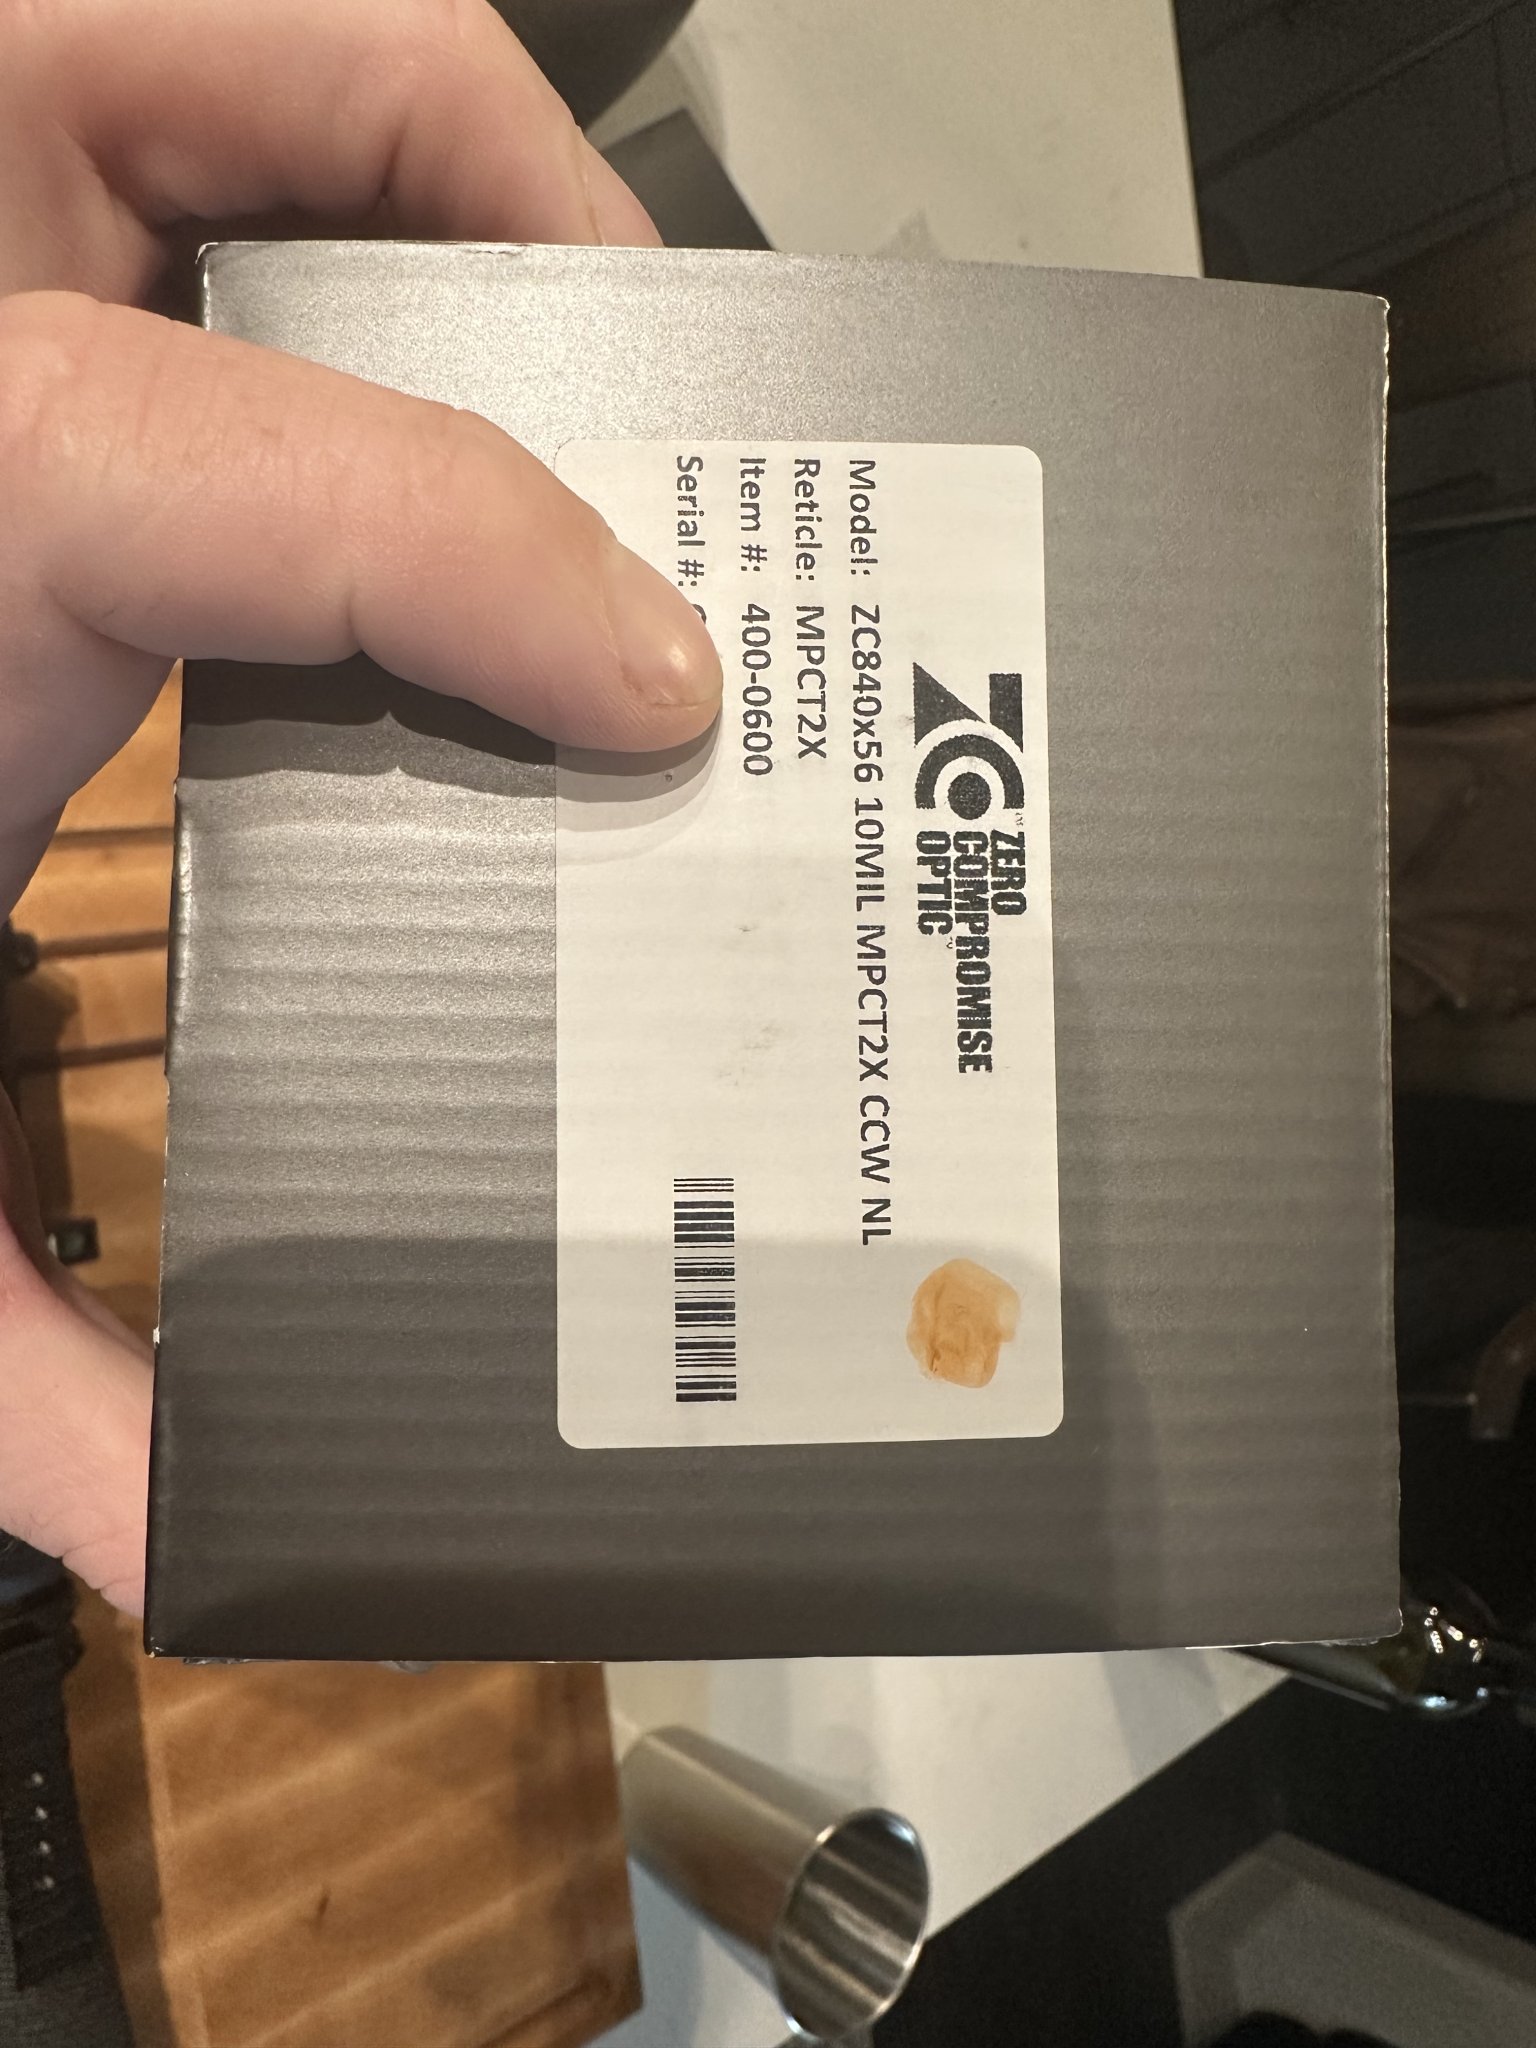 ZERO
COMPROMISE
OPTIC
Model: ZC840x56 10MIL MPCT2X CCW NL
Reticle: MPCT2X
Item #: 400-0600
Serial #: